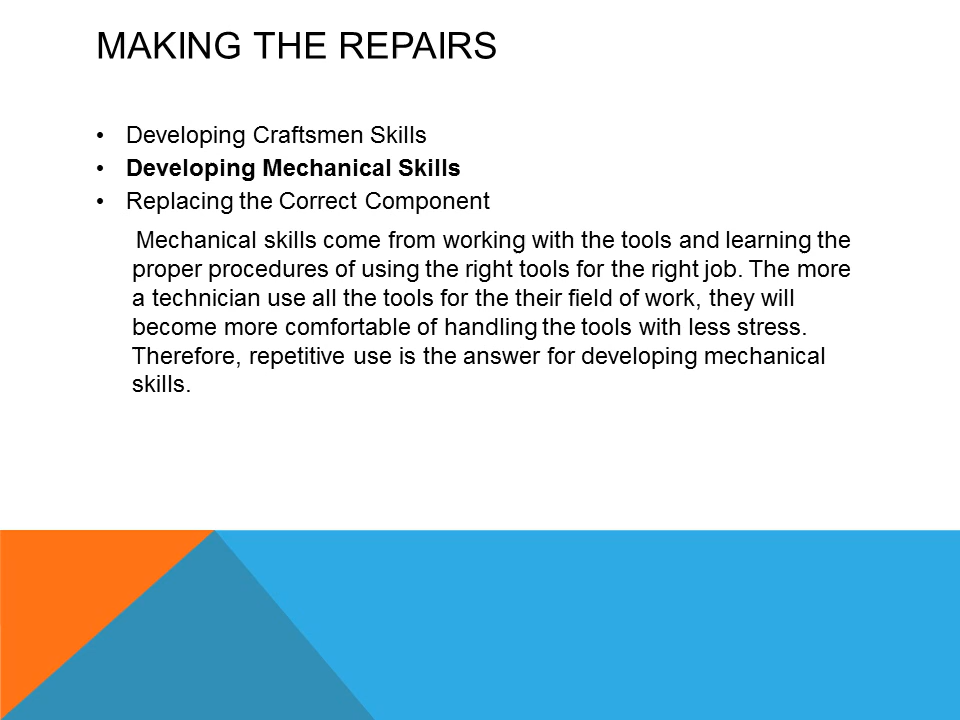 MAKING THE REPAIRS
• Developing Craftsmen Skills
• Developing Mechanical Skills
• Replacing the Correct Component
Mechanical skills come from working with the tools and learning the
proper procedures of using the right tools for the right job. The more
a technician use all the tools for the their field of work, they will
become more comfortable of handling the tools with less stress.
Therefore, repetitive use is the answer for developing mechanical
skills.